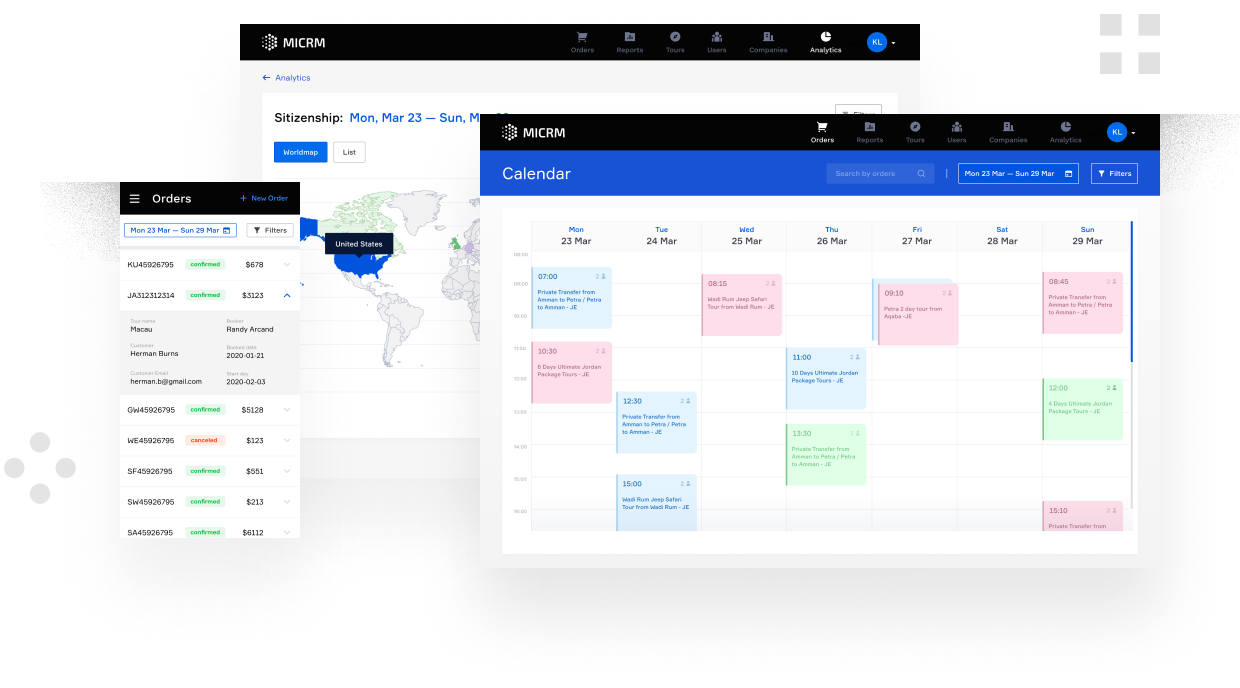 MICRM
Orders
Reports
Tours
Users
Companies
Analytics
KL
Analytics
Sitizenship: Mon, Mar 23 — Sun, M
Worldmap
List
United States
Orders
+ New Order
Mon 23 Mar — Sun 29 Mar
Filters
KU45926795 confirmed $678
JA312312314 confirmed $3123
Tour name
Macau
Booker
Randy Arcand
Customer
Herman Burns
Booked date
2020-01-21
Customer Email
herman.b@gmail.com
Start day
2020-02-03
GW45926795 confirmed $5128
WE45926795 canceled $123
SF45926795 confirmed $551
SW45926795 confirmed $213
SA45926795 confirmed $6112
MICRM
Orders
Reports
Tours
Users
Companies
Analytics
KL
Calendar
Search by orders
Mon 23 Mar — Sun 29 Mar
Filters
Mon
23 Mar
Tue
24 Mar
Wed
25 Mar
Thu
26 Mar
Fri
27 Mar
Sat
28 Mar
Sun
29 Mar
08:00
09:00
10:00
11:00
12:00
13:00
14:00
15:00
16:00
07:00 2
Private Transfer from
Amman to Petra / Petra
to Amman - JE
10:30 2
8 Days Ultimate Jordan
Package Tours - JE
12:30 2
Private Transfer from
Amman to Petra / Petra
to Amman - JE
15:00 2
Wadi Rum Jeep Safari
Tour from Wadi Rum - JE
08:15 2
Wadi Rum Jeep Safari
Tour from Wadi Rum - JE
11:00 2
10 Days Ultimate Jordan
Package Tours - JE
13:30 2
Private Transfer from
Amman to Petra / Petra
to Amman - JE
09:10 2
Petra 2 day tour from
Aqaba -JE
08:45 2
Private Transfer from
Amman to Petra / Petra
to Amman - JE
12:00 2
4 Days Ultimate Jordan
Package Tours - JE
15:10 2
Private Transfer from